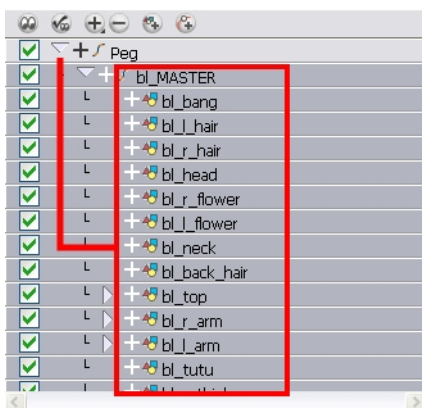 Peg
bl_MASTER
bl_bang
bl_l_hair
bl_r_hair
bl_head
bl_r_flower
bl_l_flower
bl_neck
bl_back_hair
bl_top
bl_r_arm
bl_l_arm
bl_tutu